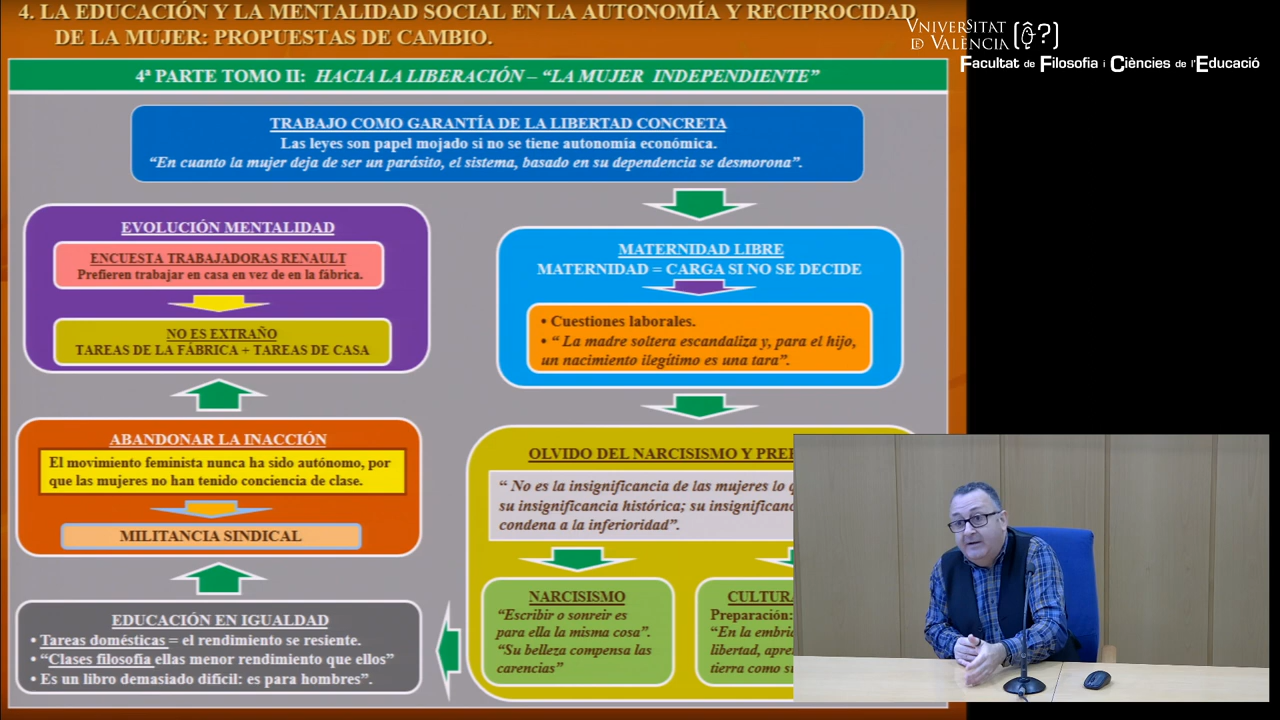 4. LA EDUCACIÓN Y LA MENTALIDAD SOCIAL EN LA AUTONOMÍA Y RECIPROCIDAD
DE LA MUJER: PROPUESTAS DE CAMBIO.
VNIVERSITAT
DE VALÈNCIA
Facultat de Filosofia i Ciències de l'Educació
4ª PARTE TOMO II: HACIA LA LIBERACIÓN – “LA MUJER INDEPENDIENTE”
TRABAJO COMO GARANTÍA DE LA LIBERTAD CONCRETA
Las leyes son papel mojado si no se tiene autonomía económica.
“En cuanto la mujer deja de ser un parásito, el sistema, basado en su dependencia se desmorona”.
EVOLUCIÓN MENTALIDAD
ENCUESTA TRABAJADORAS RENAULT
Prefieren trabajar en casa en vez de en la fábrica.
NO ES EXTRAÑO
TAREAS DE LA FÁBRICA + TAREAS DE CASA
MATERNIDAD LIBRE
MATERNIDAD = CARGA SI NO SE DECIDE
• Cuestiones laborales.
• “ La madre soltera escandaliza y, para el hijo,
un nacimiento ilegítimo es una tara”.
ABANDONAR LA INACCIÓN
El movimiento feminista nunca ha sido autónomo, por
que las mujeres no han tenido conciencia de clase.
MILITANCIA SINDICAL
OLVIDO DEL NARCISISMO Y
“ No es la insignificancia de las mujeres lo
su insignificancia histórica; su
condena a la inferioridad”.
NARCISISMO
“Escribir o sonreir es
para ella la misma cosa”.
“Su belleza compensa las
carencias”
CULTURA
Preparación:
“En la
libertad,
tierra como
EDUCACIÓN EN IGUALDAD
• Tareas domésticas = el rendimiento se resiente.
• “Clases filosofía ellas menor rendimiento que ellos”
• Es un libro demasiado difícil: es para hombres”.